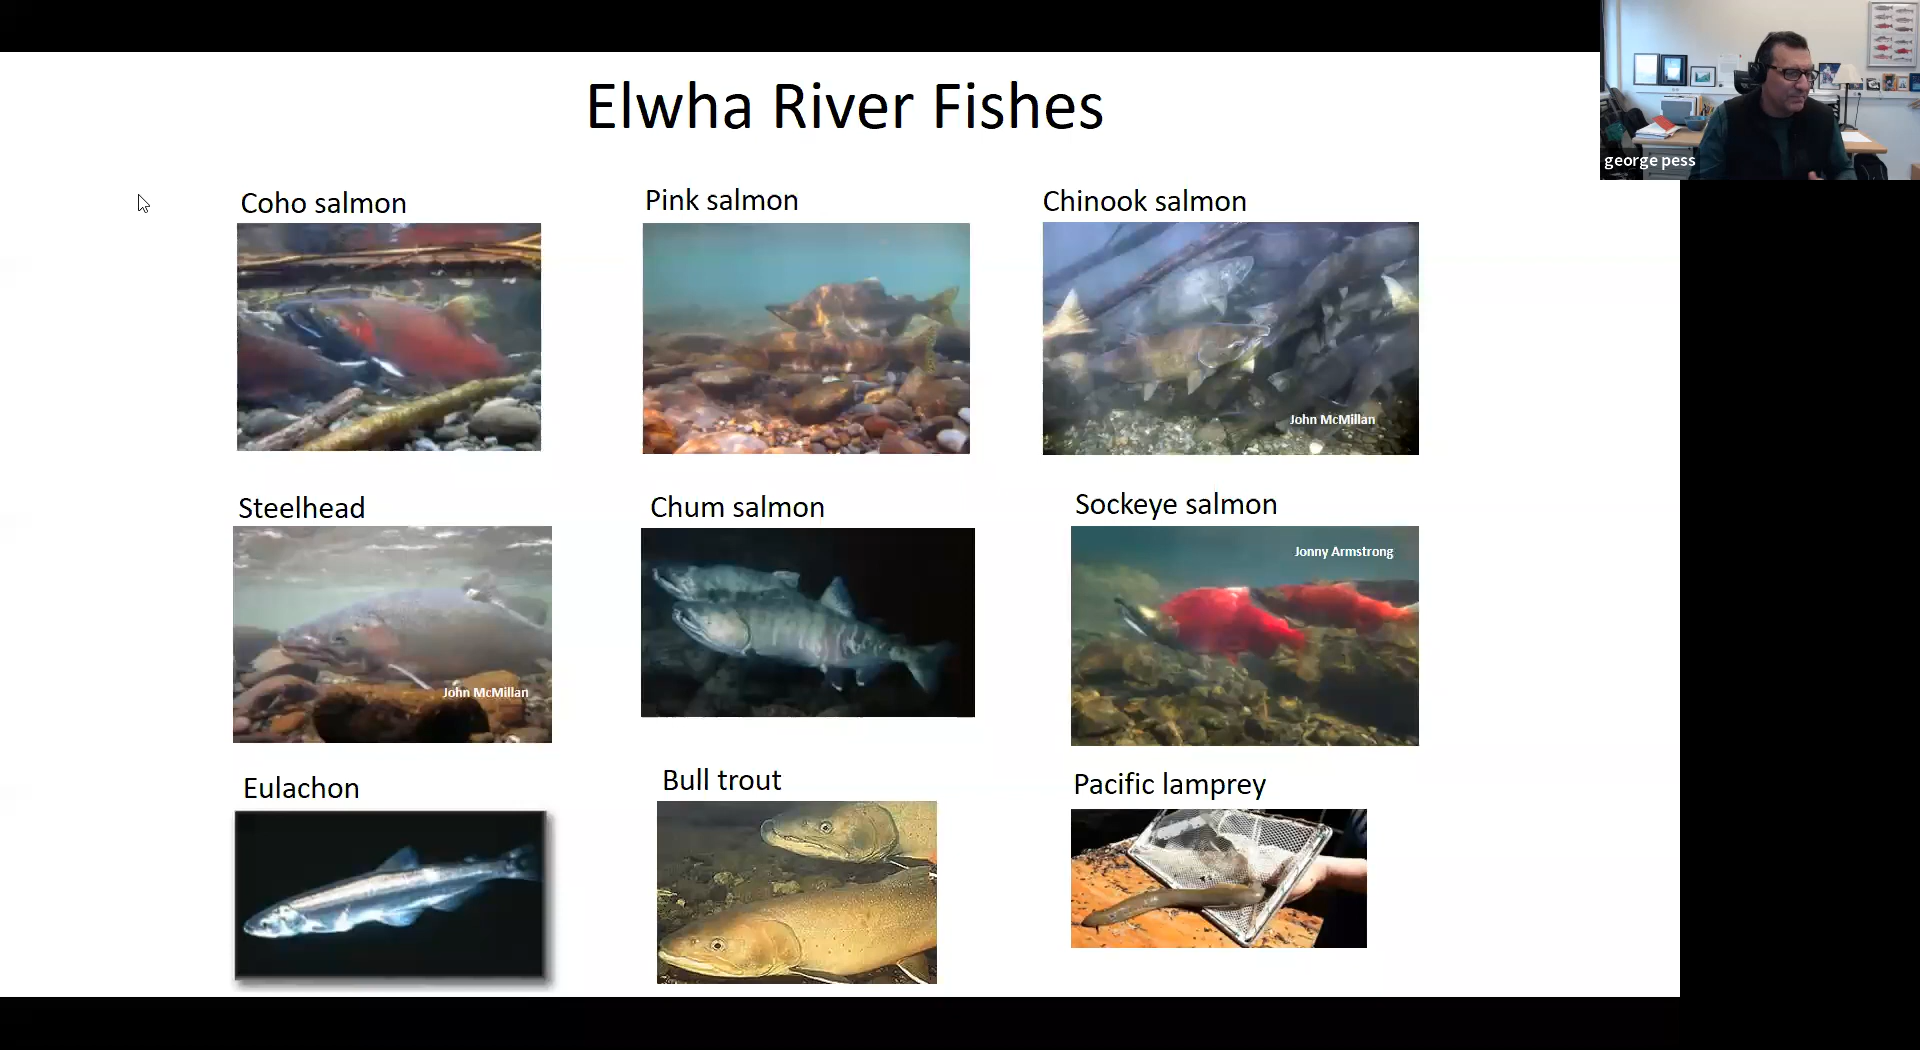 Elwha River Fishes
george pess
Coho salmon
Pink salmon
Chinook salmon
John McMillan
Steelhead
Chum salmon
Sockeye salmon
John McMillan
Jonny Armstrong
Eulachon
Bull trout
Pacific lamprey